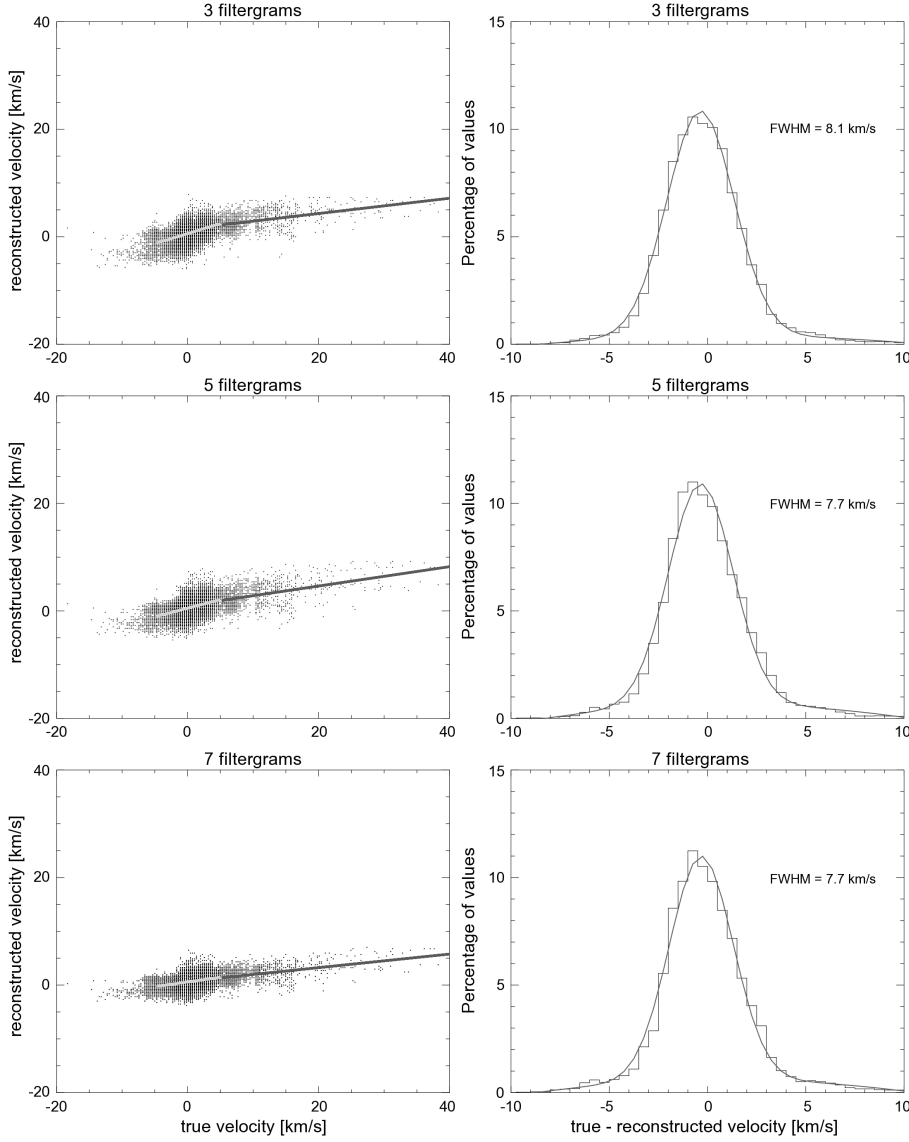 3 filtergrams
reconstructed velocity [km/s]
40
20
0
-20
-20 0 20 40
3 filtergrams
Percentage of values
15
10
5
0
FWHM = 8.1 km/s
-10 -5 0 5 10
5 filtergrams
reconstructed velocity [km/s]
40
20
0
-20
-20 0 20 40
5 filtergrams
Percentage of values
15
10
5
0
FWHM = 7.7 km/s
-10 -5 0 5 10
7 filtergrams
reconstructed velocity [km/s]
40
20
0
-20
-20 0 20 40
true velocity [km/s]
7 filtergrams
Percentage of values
15
10
5
0
FWHM = 7.7 km/s
-10 -5 0 5 10
true - reconstructed velocity [km/s]